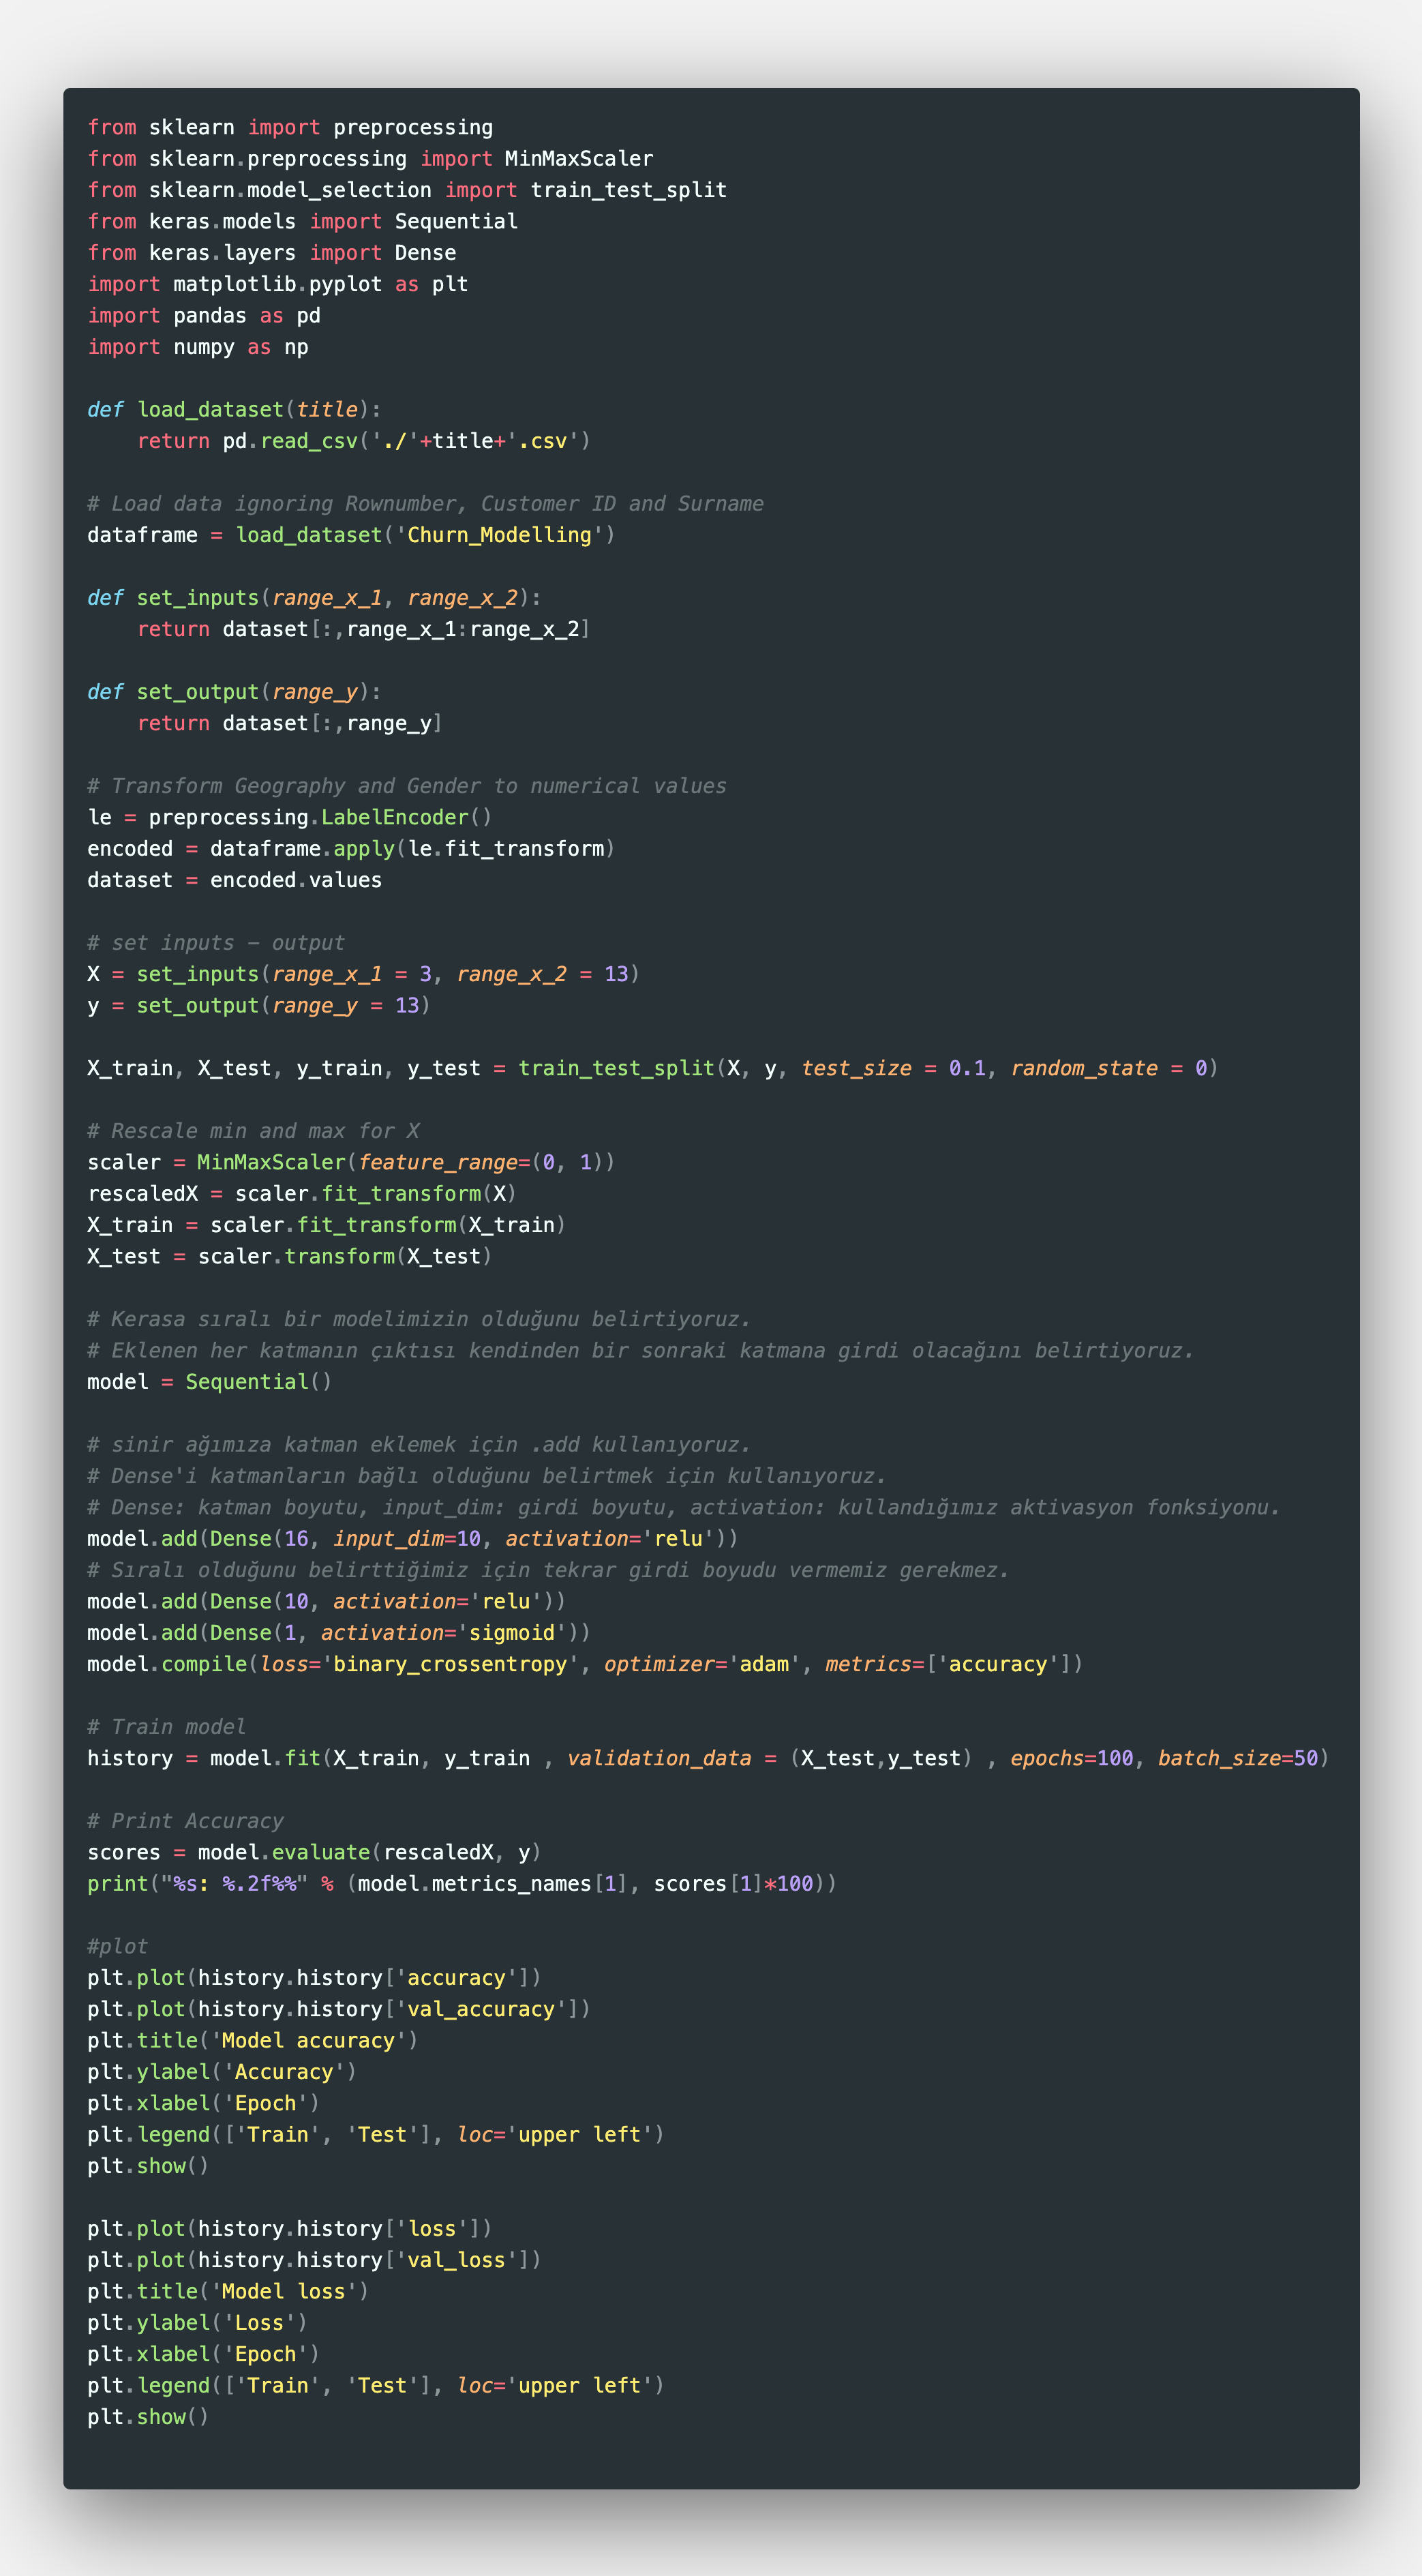 from sklearn import preprocessing
from sklearn.preprocessing import MinMaxScaler
from sklearn.model_selection import train_test_split
from keras.models import Sequential
from keras.layers import Dense
import matplotlib.pyplot as plt
import pandas as pd
import numpy as np

def load_dataset(title):
    return pd.read_csv('./'+title+'.csv')

# Load data ignoring Rownumber, Customer ID and Surname
dataframe = load_dataset('Churn_Modelling')

def set_inputs(range_x_1, range_x_2):
    return dataset[:,range_x_1:range_x_2]

def set_output(range_y):
    return dataset[:,range_y]

# Transform Geography and Gender to numerical values
le = preprocessing.LabelEncoder()
encoded = dataframe.apply(le.fit_transform)
dataset = encoded.values

# set inputs – output
X = set_inputs(range_x_1 = 3, range_x_2 = 13)
y = set_output(range_y = 13)

X_train, X_test, y_train, y_test = train_test_split(X, y, test_size = 0.1, random_state = 0)

# Rescale min and max for X
scaler = MinMaxScaler(feature_range=(0, 1))
rescaledX = scaler.fit_transform(X)
X_train = scaler.fit_transform(X_train)
X_test = scaler.transform(X_test)

# Kerasa sıralı bir modelimizin olduğunu belirtiyoruz.
# Eklenen her katmanın çıktısı kendinden bir sonraki katmana girdi olacağını belirtiyoruz.
model = Sequential()

# sinir ağımıza katman eklemek için .add kullanıyoruz.
# Dense'i katmanların bağlı olduğunu belirtmek için kullanıyoruz.
# Dense: katman boyutu, input_dim: girdi boyutu, activation: kullandığımız aktivasyon fonksiyonu.
model.add(Dense(16, input_dim=10, activation='relu'))
# Sıralı olduğunu belirttiğimiz için tekrar girdi boyudu vermemiz gerekmez.
model.add(Dense(10, activation='relu'))
model.add(Dense(1, activation='sigmoid'))
model.compile(loss='binary_crossentropy', optimizer='adam', metrics=['accuracy'])

# Train model
history = model.fit(X_train, y_train , validation_data = (X_test,y_test) , epochs=100, batch_size=50)

# Print Accuracy
scores = model.evaluate(rescaledX, y)
print("%s: %.2f%%" % (model.metrics_names[1], scores[1]*100))

#plot
plt.plot(history.history['accuracy'])
plt.plot(history.history['val_accuracy'])
plt.title('Model accuracy')
plt.ylabel('Accuracy')
plt.xlabel('Epoch')
plt.legend(['Train', 'Test'], loc='upper left')
plt.show()

plt.plot(history.history['loss'])
plt.plot(history.history['val_loss'])
plt.title('Model loss')
plt.ylabel('Loss')
plt.xlabel('Epoch')
plt.legend(['Train', 'Test'], loc='upper left')
plt.show()